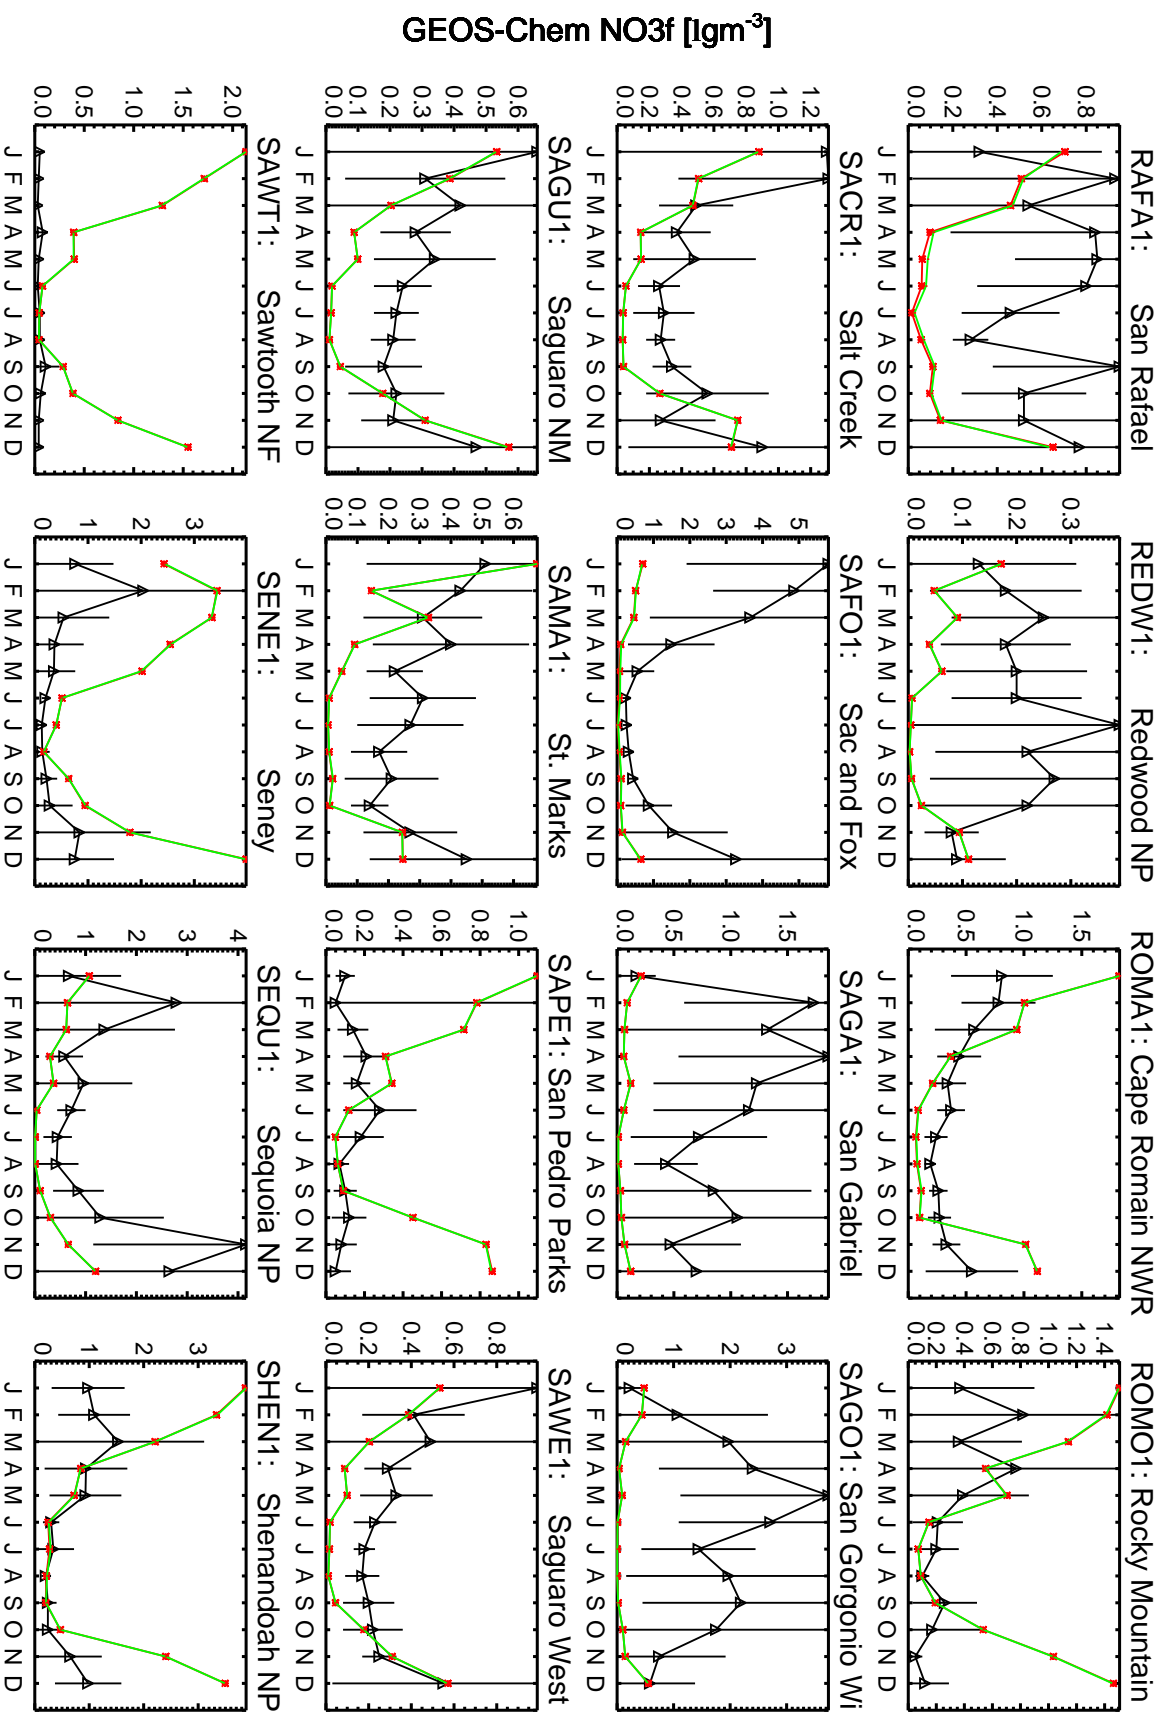 GEOS-Chem NO3f [Igm-3]
RAFA1: San Rafael
0.0 0.2 0.4 0.6 0.8
J F M A M J J A S O N D
REDW1: Redwood NP
0.0 0.1 0.2 0.3
J F M A M J J A S O N D
ROMA1: Cape Romain NWR
0.0 0.5 1.0 1.5
J F M A M J J A S O N D
ROMO1: Rocky Mountain
0.0 0.2 0.4 0.6 0.8 1.0 1.2 1.4
J F M A M J J A S O N D
SACR1: Salt Creek
0.0 0.2 0.4 0.6 0.8 1.0 1.2
J F M A M J J A S O N D
SAFO1: Sac and Fox
0 1 2 3 4 5
J F M A M J J A S O N D
SAGA1: San Gabriel
0.0 0.5 1.0 1.5
J F M A M J J A S O N D
SAGO1: San Gorgonio Wi
0 1 2 3
J F M A M J J A S O N D
SAGU1: Saguaro NM
0.0 0.1 0.2 0.3 0.4 0.5 0.6
J F M A M J J A S O N D
SAMA1: St. Marks
0.0 0.1 0.2 0.3 0.4 0.5 0.6
J F M A M J J A S O N D
SAPE1: San Pedro Parks
0.0 0.2 0.4 0.6 0.8 1.0
J F M A M J J A S O N D
SAWE1: Saguaro West
0.0 0.2 0.4 0.6 0.8
J F M A M J J A S O N D
SAWT1: Sawtooth NF
0.0 0.5 1.0 1.5 2.0
J F M A M J J A S O N D
SENE1: Seney
0 1 2 3
J F M A M J J A S O N D
SEQU1: Sequoia NP
0 1 2 3 4
J F M A M J J A S O N D
SHEN1: Shenandoah NP
0 1 2 3
J F M A M J J A S O N D